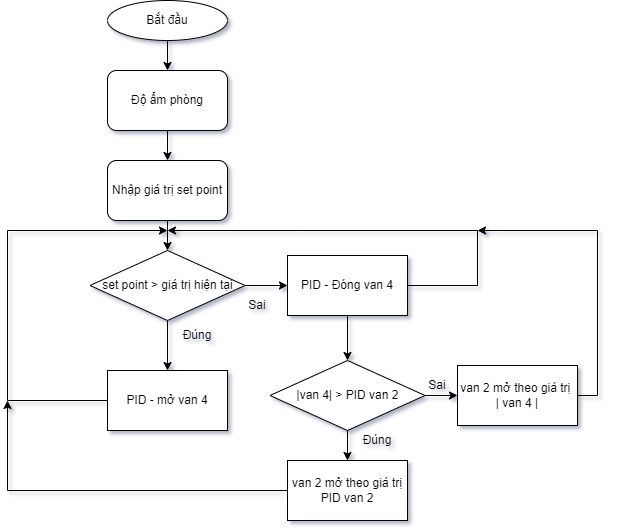 Bắt đầu
Độ ẩm phòng
Nhập giá trị set point
set point > giá trị hiện tại
PID - Đóng van 4
Sai
Đúng
PID - mở van 4
|van 4| > PID van 2
Sai
van 2 mở theo giá trị
| van 4 |
Đúng
van 2 mở theo giá trị
PID van 2